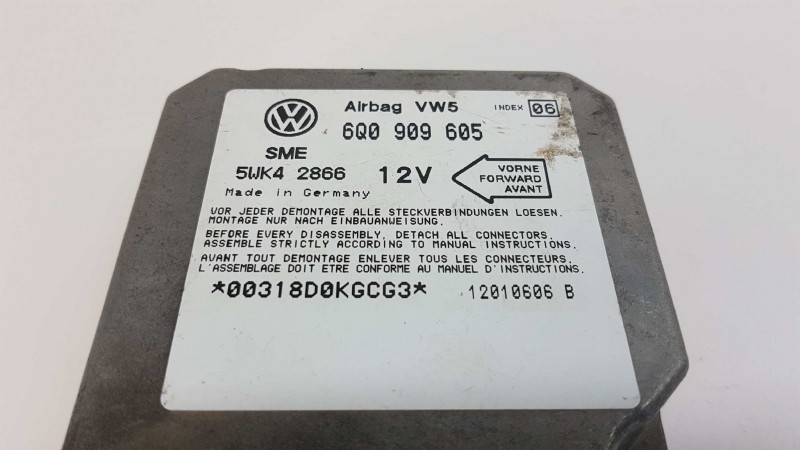 Airbag VW5 INDEX 06
6Q0 909 605
SME
5WK4 2866 12V
VORNE
FORWARD
AVANT
Made in Germany
VOR JEDER DEMONTAGE ALLE STECKVERBINDUNGEN LOESEN.
MONTAGE NUR NACH EINBAUANWEISUNG.
BEFORE EVERY DISASSEMBLY, DETACH ALL CONNECTORS.
ASSEMBLE STRICTLY ACCORDING TO MANUAL INSTRUCTIONS.
AVANT TOUT DEMONTAGE ENLEVER TOUS LES CONNECTEURS.
L'ASSEMBLAGE DOIT ETRE CONFORME AU MANUEL D'INSTRUCTIONS.
*00318D0KGCG3* 12010606 B